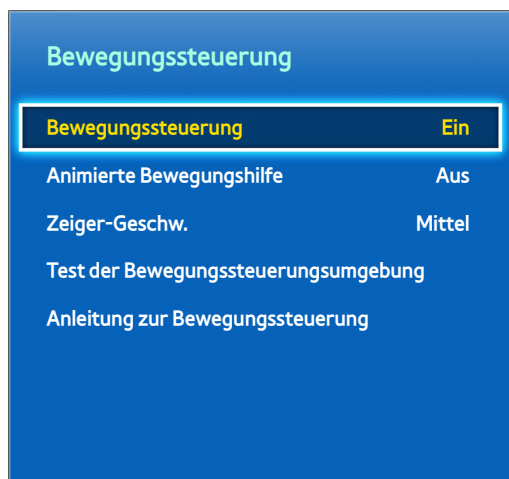 Bewegungssteuerung
Bewegungssteuerung Ein
Animierte Bewegungshilfe Aus
Zeiger-Geschw. Mittel
Test der Bewegungssteuerungsumgebung
Anleitung zur Bewegungssteuerung